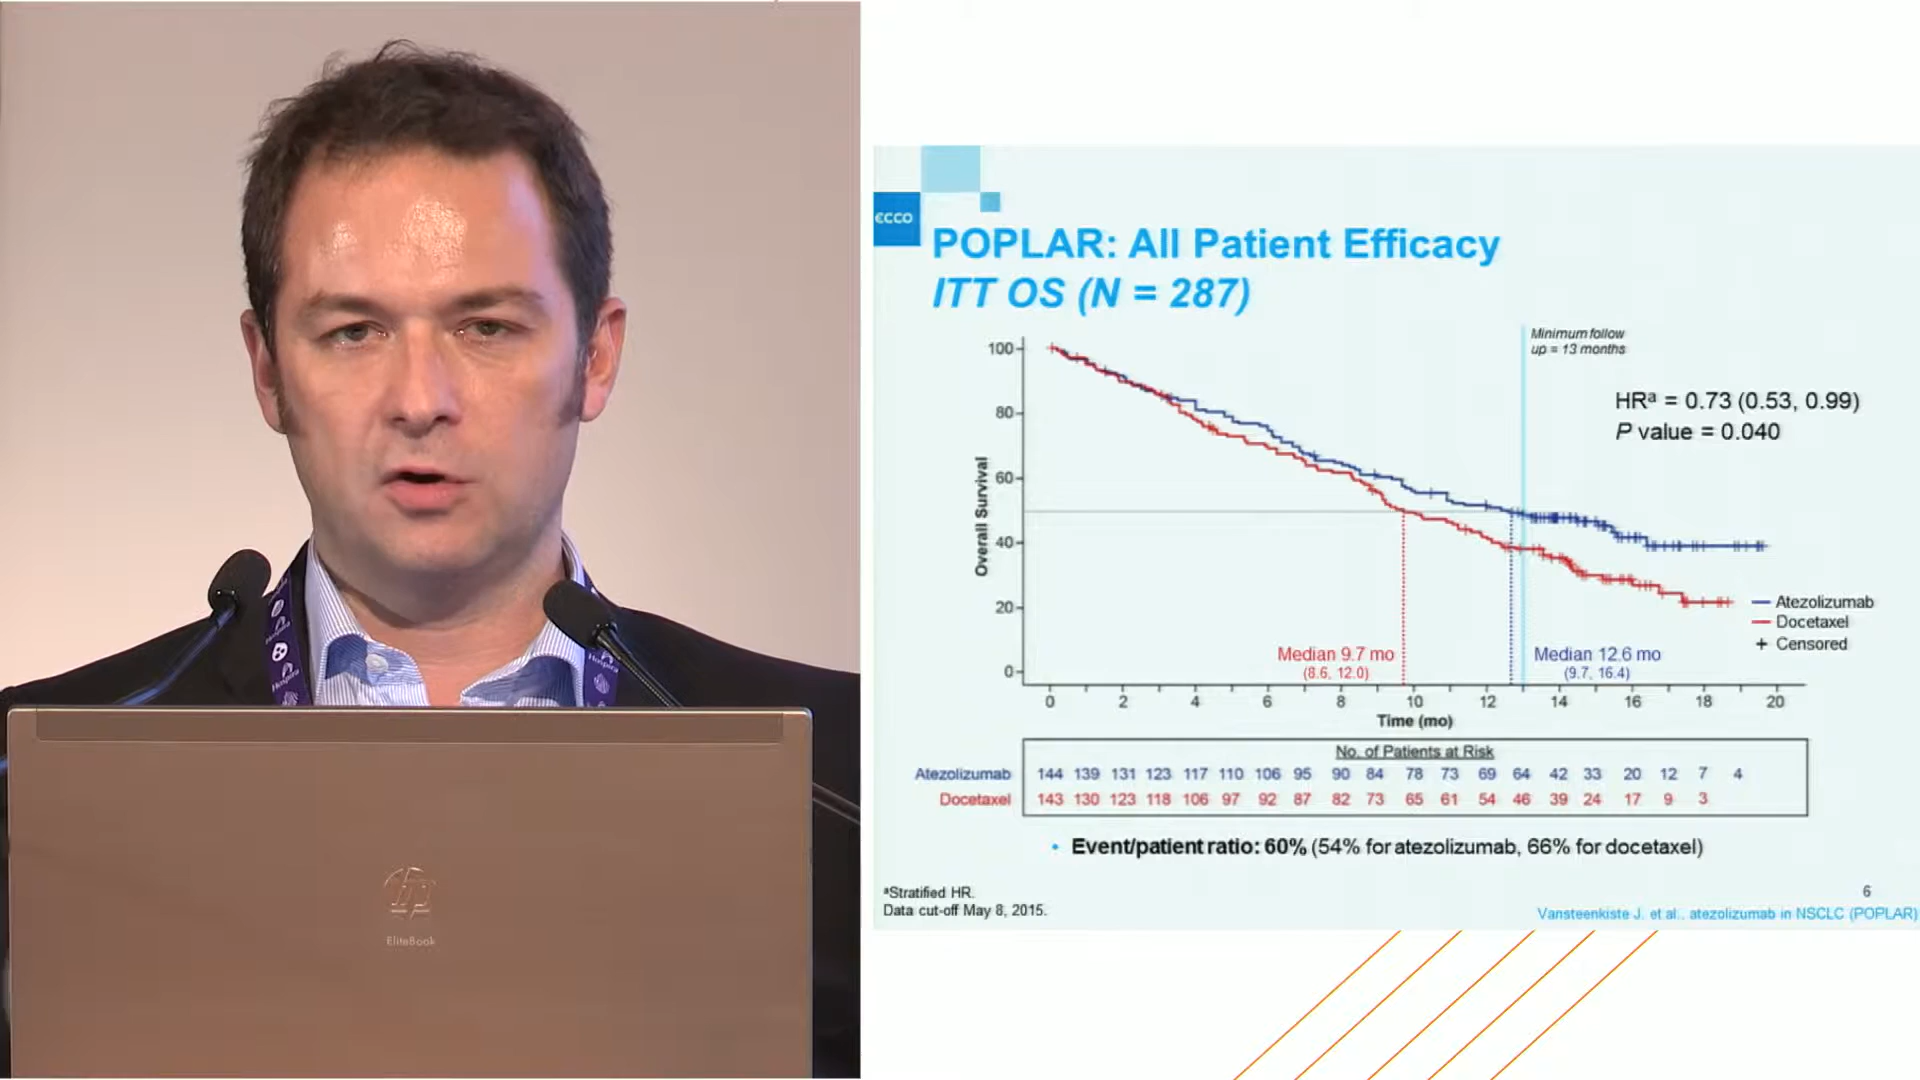 ECCO
POPLAR: All Patient Efficacy
ITT OS (N = 287)
Minimum follow
up = 13 months
HRᵃ = 0.73 (0.53, 0.99)
P value = 0.040
100
80
60
40
20
0
Overall Survival
Atezolizumab
Docetaxel
+ Censored
Median 9.7 mo
(8.6, 12.0)
Median 12.6 mo
(9.7, 16.4)
0 2 4 6 8 10 12 14 16 18 20
Time (mo)
No. of Patients at Risk
Atezolizumab 144 139 131 123 117 110 106 95 90 84 78 73 69 64 42 33 20 12 7 4
Docetaxel 143 130 123 118 106 97 92 87 82 73 65 61 54 46 39 24 17 9 3
• Event/patient ratio: 60% (54% for atezolizumab, 66% for docetaxel)
ᵃStratified HR.
Data cut-off May 8, 2015.
6
Vansteenkiste J. et al., atezolizumab in NSCLC (POPLAR)
hp
EliteBook
Hospira